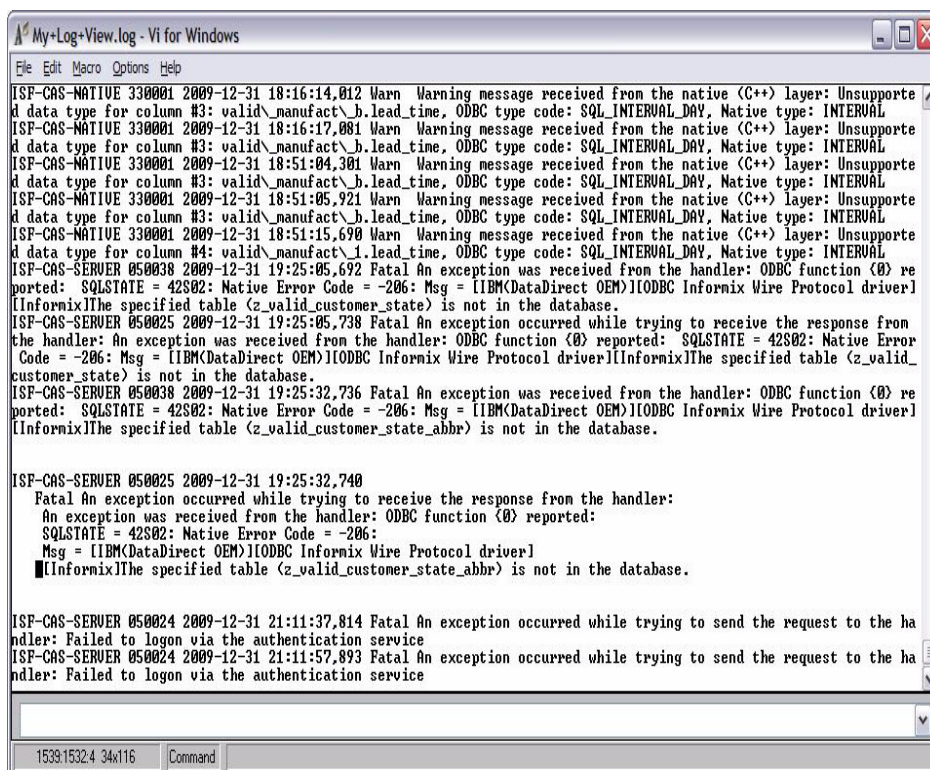 My+Log+View.log - Vi for Windows
File Edit Macro Options Help
ISF-CAS-NATIVE 330001 2009-12-31 18:16:14,012 Warn  Warning message received from the native (C++) layer: Unsupporte
d data type for column #3: valid\_manufact\_b.lead_time, ODBC type code: SQL_INTERVAL_DAY, Native type: INTERVAL
ISF-CAS-NATIVE 330001 2009-12-31 18:16:17,081 Warn  Warning message received from the native (C++) layer: Unsupporte
d data type for column #3: valid\_manufact\_b.lead_time, ODBC type code: SQL_INTERVAL_DAY, Native type: INTERVAL
ISF-CAS-NATIVE 330001 2009-12-31 18:51:04,301 Warn  Warning message received from the native (C++) layer: Unsupporte
d data type for column #3: valid\_manufact\_b.lead_time, ODBC type code: SQL_INTERVAL_DAY, Native type: INTERVAL
ISF-CAS-NATIVE 330001 2009-12-31 18:51:05,921 Warn  Warning message received from the native (C++) layer: Unsupporte
d data type for column #3: valid\_manufact\_b.lead_time, ODBC type code: SQL_INTERVAL_DAY, Native type: INTERVAL
ISF-CAS-NATIVE 330001 2009-12-31 18:51:15,690 Warn  Warning message received from the native (C++) layer: Unsupporte
d data type for column #4: valid\_manufact\_1.lead_time, ODBC type code: SQL_INTERVAL_DAY, Native type: INTERVAL
ISF-CAS-SERVER 050038 2009-12-31 19:25:05,692 Fatal An exception was received from the handler: ODBC function {0} re
ported:  SQLSTATE = 42S02: Native Error Code = -206: Msg = [IBM(DataDirect OEM)][ODBC Informix Wire Protocol driver]
[Informix]The specified table (z_valid_customer_state) is not in the database.
ISF-CAS-SERVER 050025 2009-12-31 19:25:05,738 Fatal An exception occurred while trying to receive the response from
the handler: An exception was received from the handler: ODBC function {0} reported:  SQLSTATE = 42S02: Native Error
Code = -206: Msg = [IBM(DataDirect OEM)][ODBC Informix Wire Protocol driver][Informix]The specified table (z_valid_
customer_state) is not in the database.
ISF-CAS-SERVER 050038 2009-12-31 19:25:32,736 Fatal An exception was received from the handler: ODBC function {0} re
ported:  SQLSTATE = 42S02: Native Error Code = -206: Msg = [IBM(DataDirect OEM)][ODBC Informix Wire Protocol driver]
[Informix]The specified table (z_valid_customer_state_abbr) is not in the database.
ISF-CAS-SERVER 050025 2009-12-31 19:25:32,740
Fatal An exception occurred while trying to receive the response from the handler:
An exception was received from the handler: ODBC function {0} reported:
SQLSTATE = 42S02: Native Error Code = -206:
Msg = [IBM(DataDirect OEM)][ODBC Informix Wire Protocol driver]
[Informix]The specified table (z_valid_customer_state_abbr) is not in the database.
ISF-CAS-SERVER 050024 2009-12-31 21:11:37,814 Fatal An exception occurred while trying to send the request to the ha
ndler: Failed to logon via the authentication service
ISF-CAS-SERVER 050024 2009-12-31 21:11:57,893 Fatal An exception occurred while trying to send the request to the ha
ndler: Failed to logon via the authentication service
1539:1532:4 34x116 Command